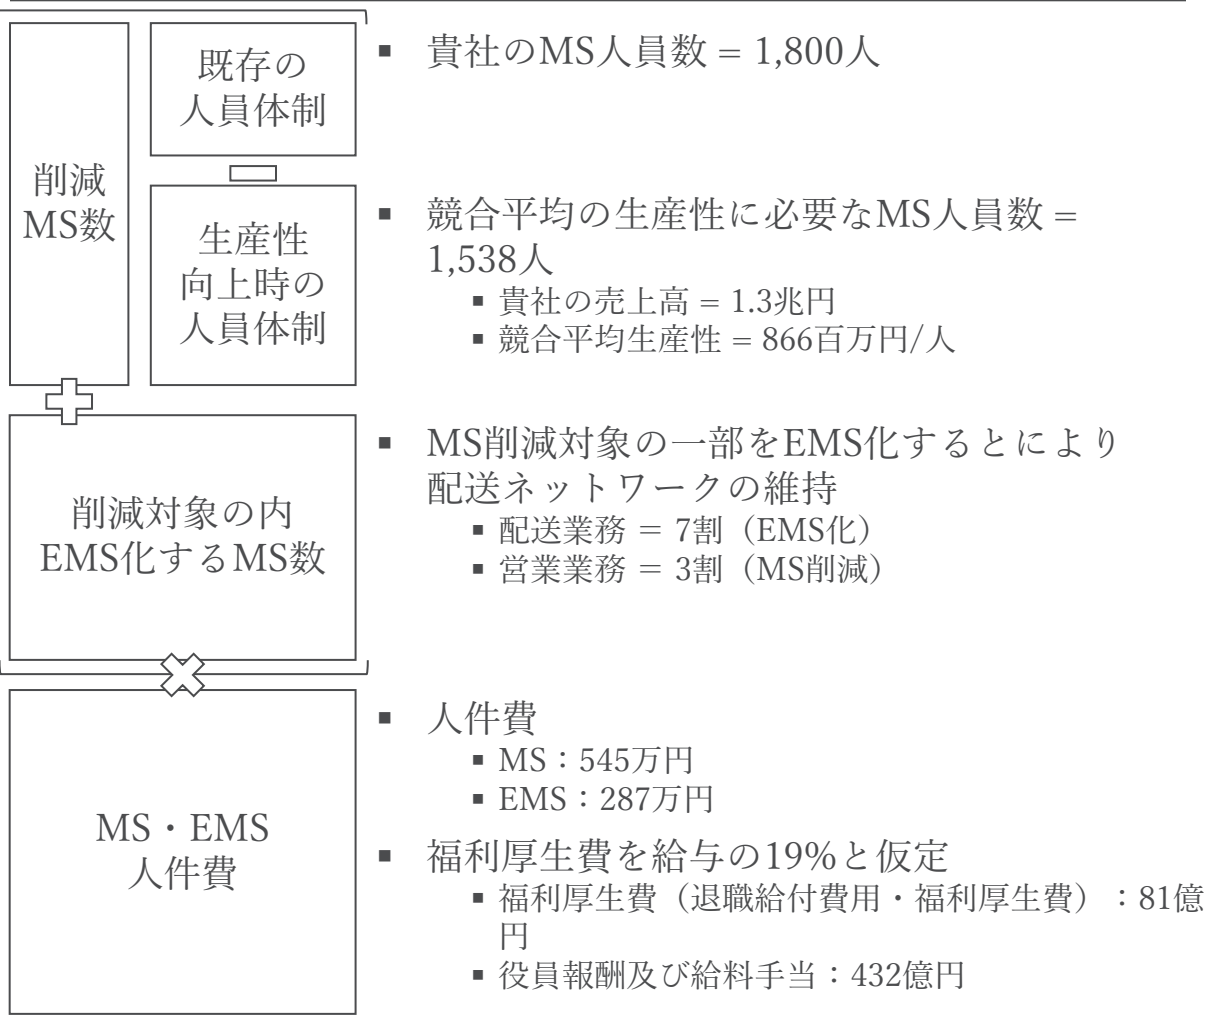 削減
MS数
既存の
人員体制
生産性
向上時の
人員体制
▪ 貴社のMS人員数 = 1,800人
▪ 競合平均の生産性に必要なMS人員数 =
1,538人
▪ 貴社の売上高 = 1.3兆円
▪ 競合平均生産性 = 866百万円/人
削減対象の内
EMS化するMS数
▪ MS削減対象の一部をEMS化するとにより
配送ネットワークの維持
▪ 配送業務 = 7割（EMS化）
▪ 営業業務 = 3割（MS削減）
MS・EMS
人件費
▪ 人件費
▪ MS：545万円
▪ EMS：287万円
▪ 福利厚生費を給与の19%と仮定
▪ 福利厚生費（退職給付費用・福利厚生費）：81億
円
▪ 役員報酬及び給料手当：432億円